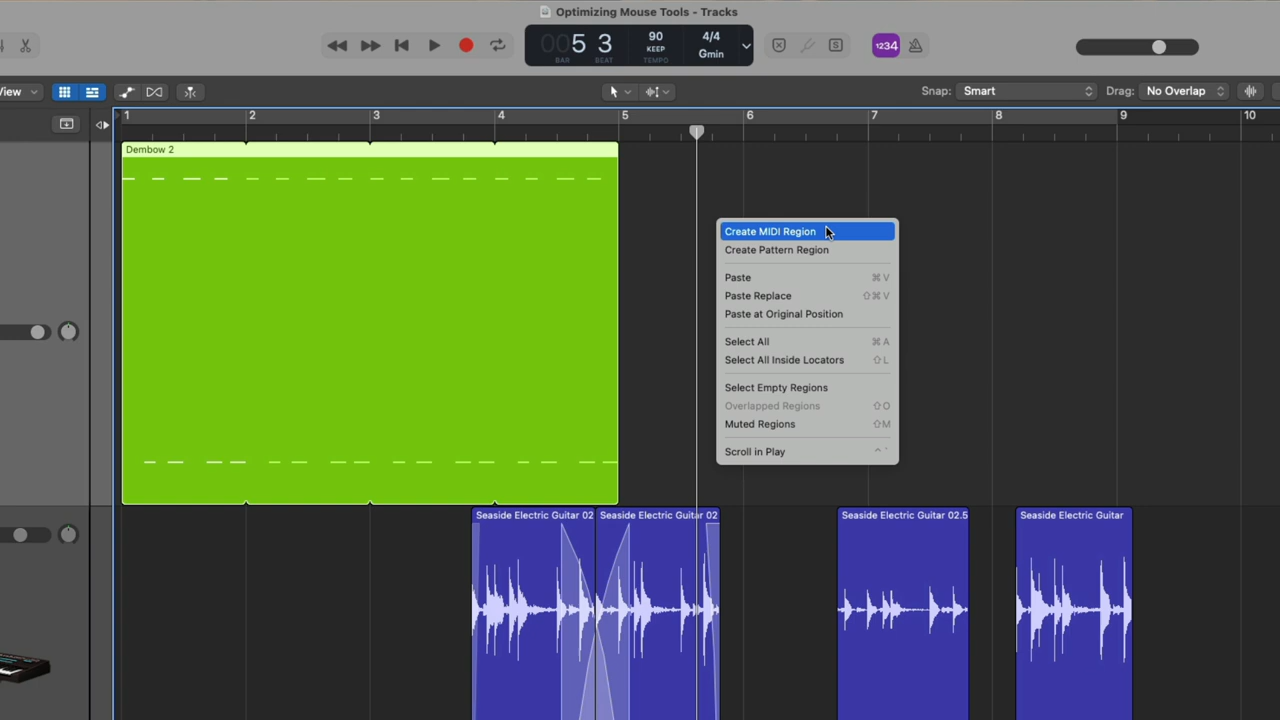 Optimizing Mouse Tools - Tracks
005 3
BAR BEAT
90
KEEP
TEMPO
4/4
Gmin
1234
View
Snap: Smart
Drag: No Overlap
1 2 3 4 5 6 7 8 9 10
Dembow 2
Create MIDI Region
Create Pattern Region
Paste ⌘V
Paste Replace ⇧⌘V
Paste at Original Position
Select All ⌘A
Select All Inside Locators ⇧L
Select Empty Regions
Overlapped Regions ⇧O
Muted Regions ⇧M
Scroll in Play ^`
Seaside Electric Guitar 02
Seaside Electric Guitar 02
Seaside Electric Guitar 02.5
Seaside Electric Guitar